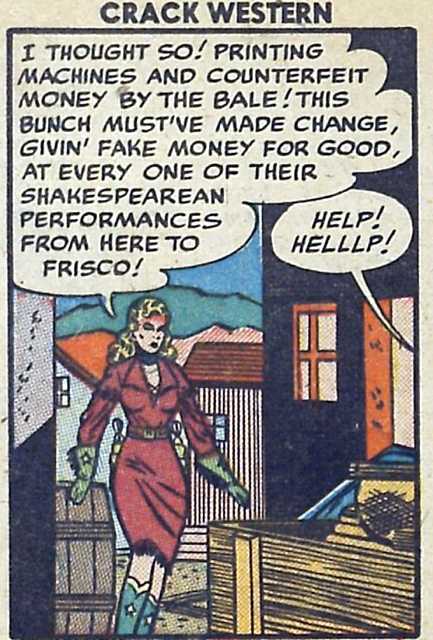 CRACK WESTERN
I THOUGHT SO! PRINTING
MACHINES AND COUNTERFEIT
MONEY BY THE BALE! THIS
BUNCH MUST'VE MADE CHANGE,
GIVIN' FAKE MONEY FOR GOOD,
AT EVERY ONE OF THEIR
SHAKESPEAREAN
PERFORMANCES
FROM HERE TO
FRISCO!
HELP!
HELLLP!